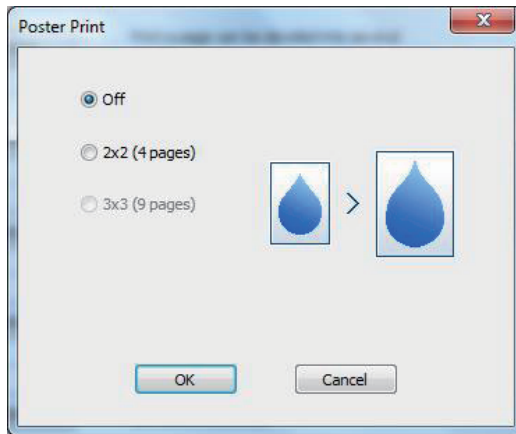 Poster Print
Off
2x2 (4 pages)
3x3 (9 pages)
>
OK
Cancel